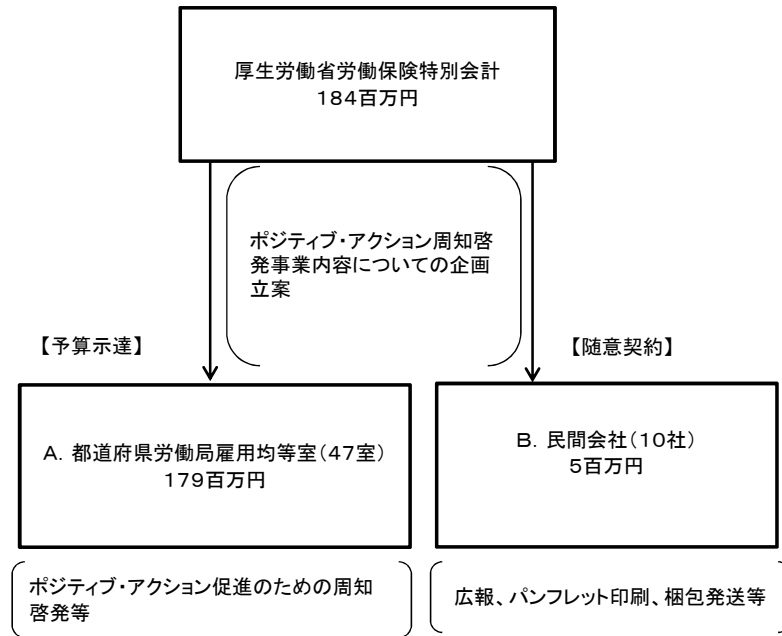 厚生労働省労働保険特別会計
184百万円
ポジティブ・アクション周知啓
発事業内容についての企画
立案
【予算示達】
【随意契約】
A. 都道府県労働局雇用均等室(47室)
179百万円
B. 民間会社(10社)
5百万円
ポジティブ・アクション促進のための周知
啓発等
広報、パンフレット印刷、梱包発送等